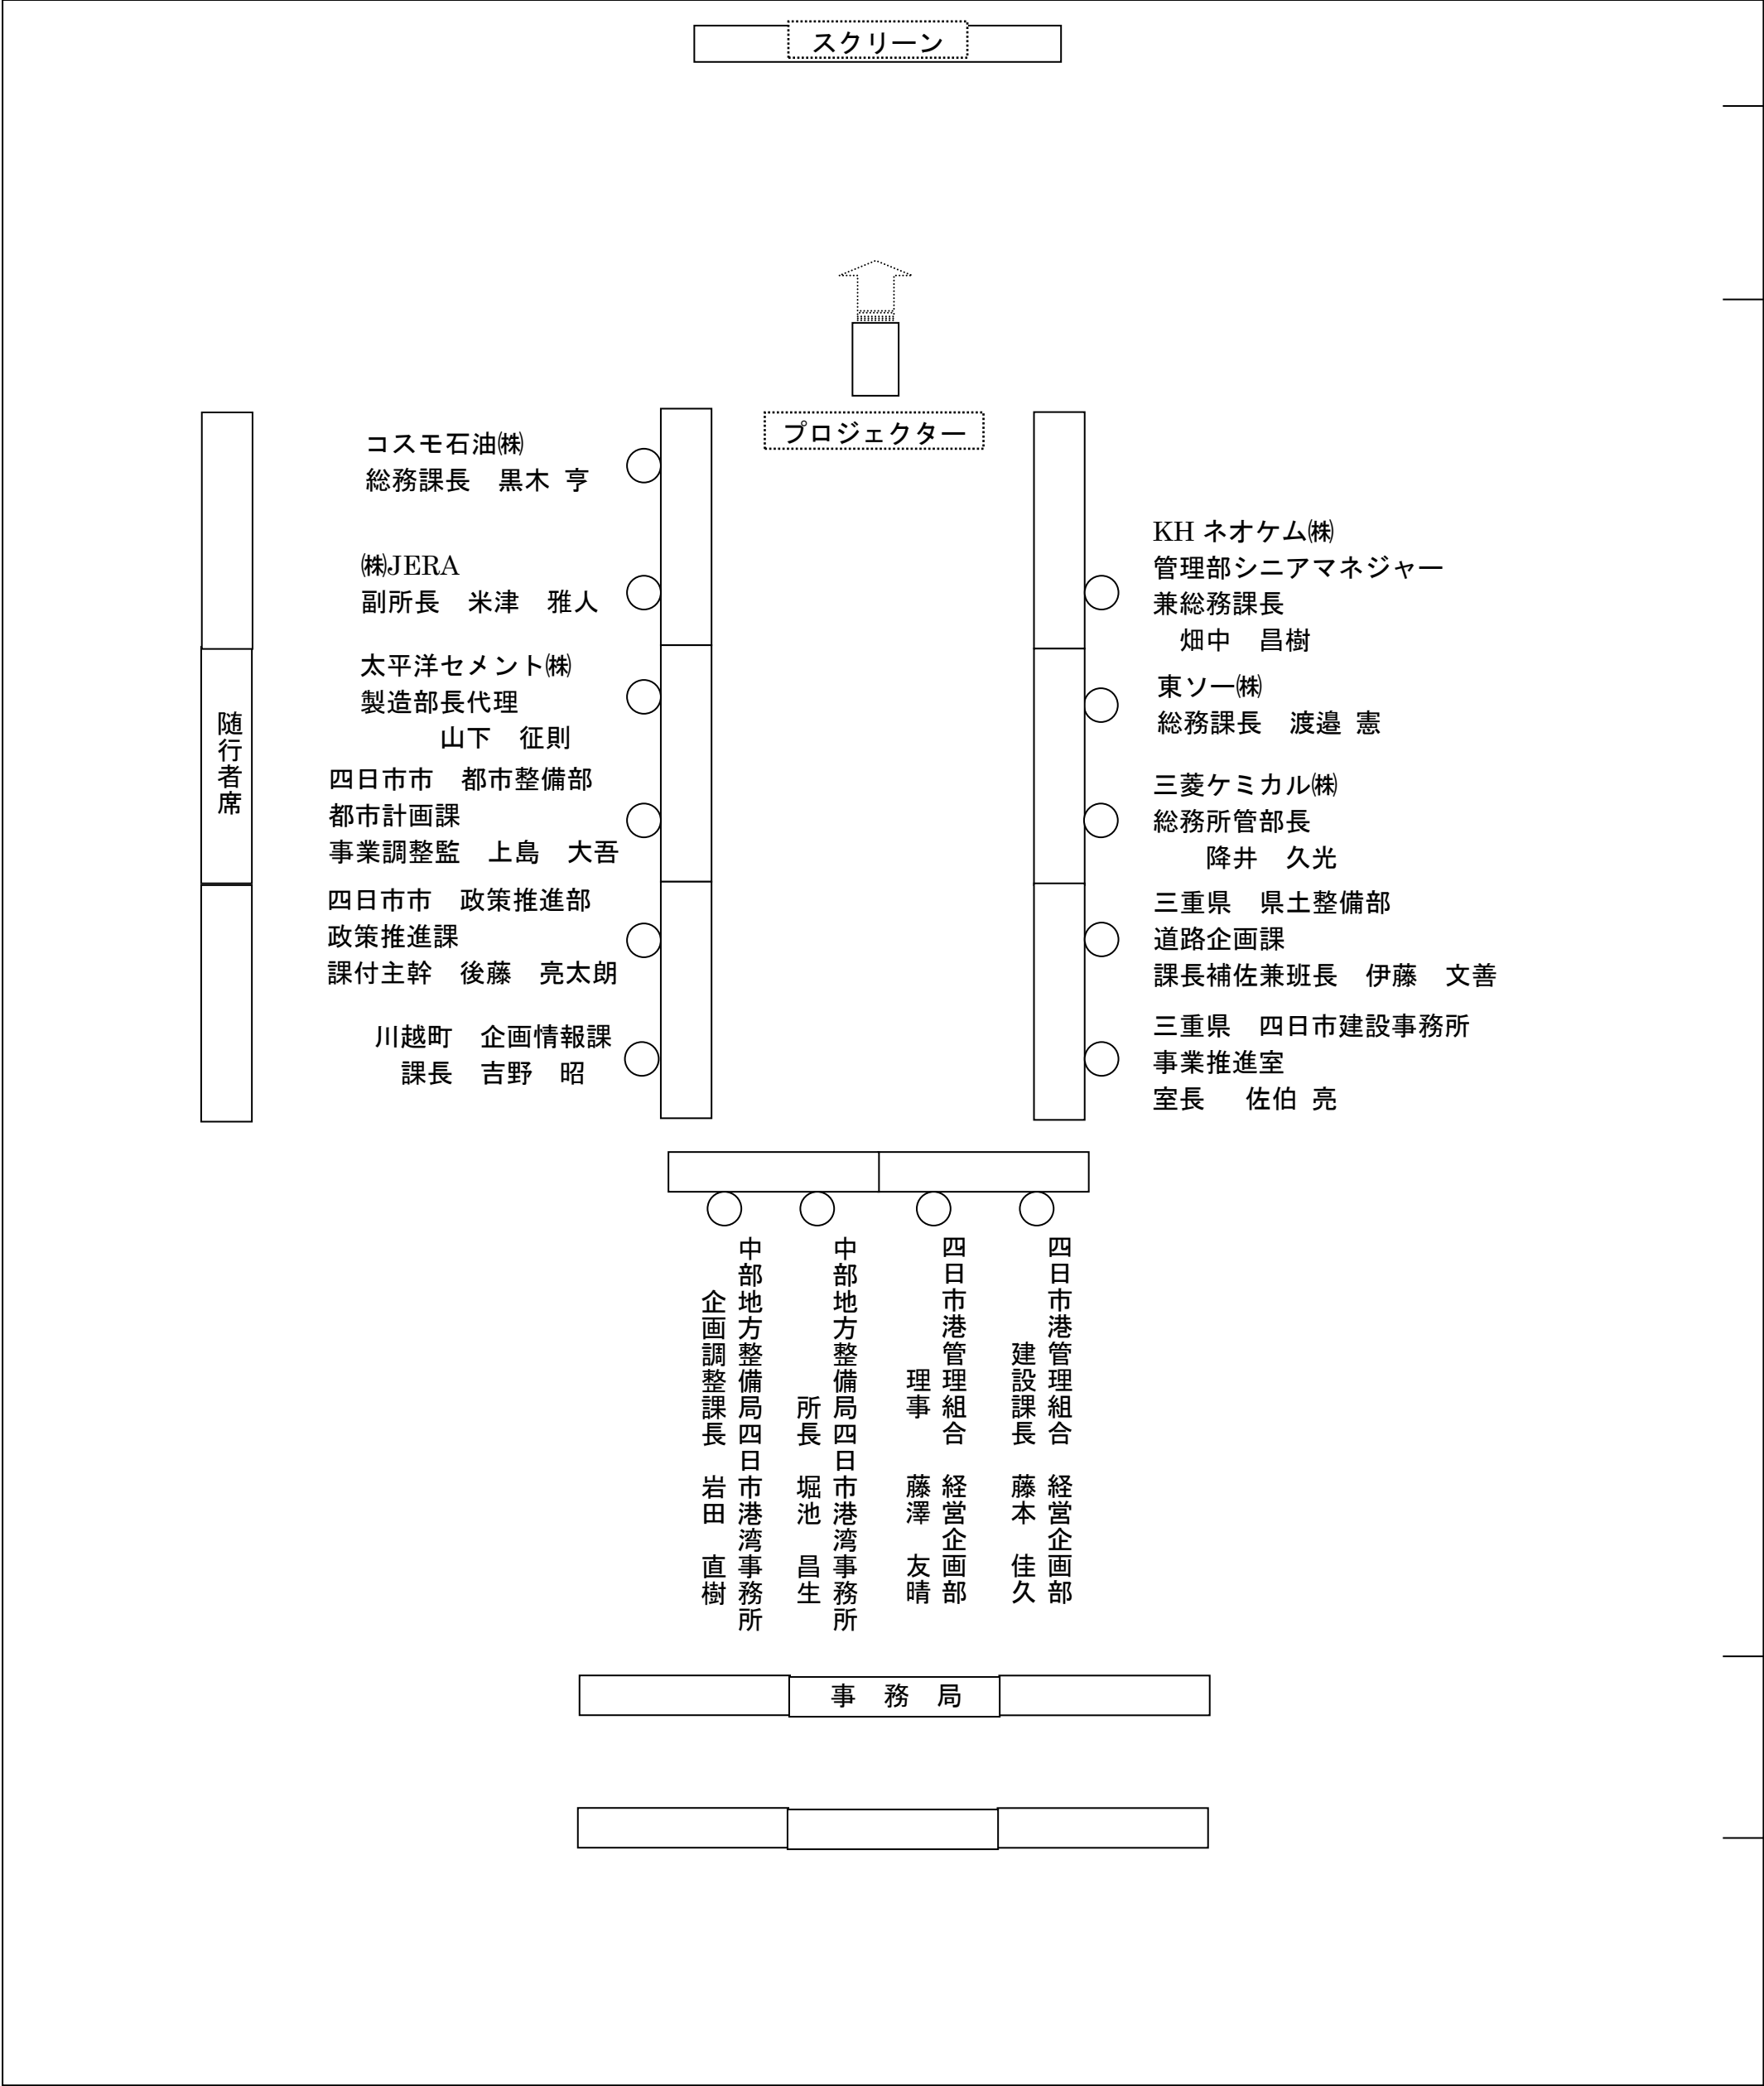 スクリーン
プロジェクター
コスモ石油㈱
総務課長　黒木 亨
㈱JERA
副所長　米津　雅人
太平洋セメント㈱
製造部長代理
山下　征則
四日市市　都市整備部
都市計画課
事業調整監　上島　大吾
四日市市　政策推進部
政策推進課
課付主幹　後藤　亮太朗
川越町　企画情報課
課長　吉野　昭
随行者席
KH ネオケム㈱
管理部シニアマネジャー
兼総務課長
畑中　昌樹
東ソー㈱
総務課長　渡邉 憲
三菱ケミカル㈱
総務所管部長
降井　久光
三重県　県土整備部
道路企画課
課長補佐兼班長　伊藤　文善
三重県　四日市建設事務所
事業推進室
室長　佐伯 亮
四日市港管理組合　経営企画部
建設課長　藤本　佳久
四日市港管理組合　経営企画部
理事　藤澤　友晴
中部地方整備局四日市港湾事務所
所長　堀池　昌生
中部地方整備局四日市港湾事務所
企画調整課長　岩田　直樹
事　務　局